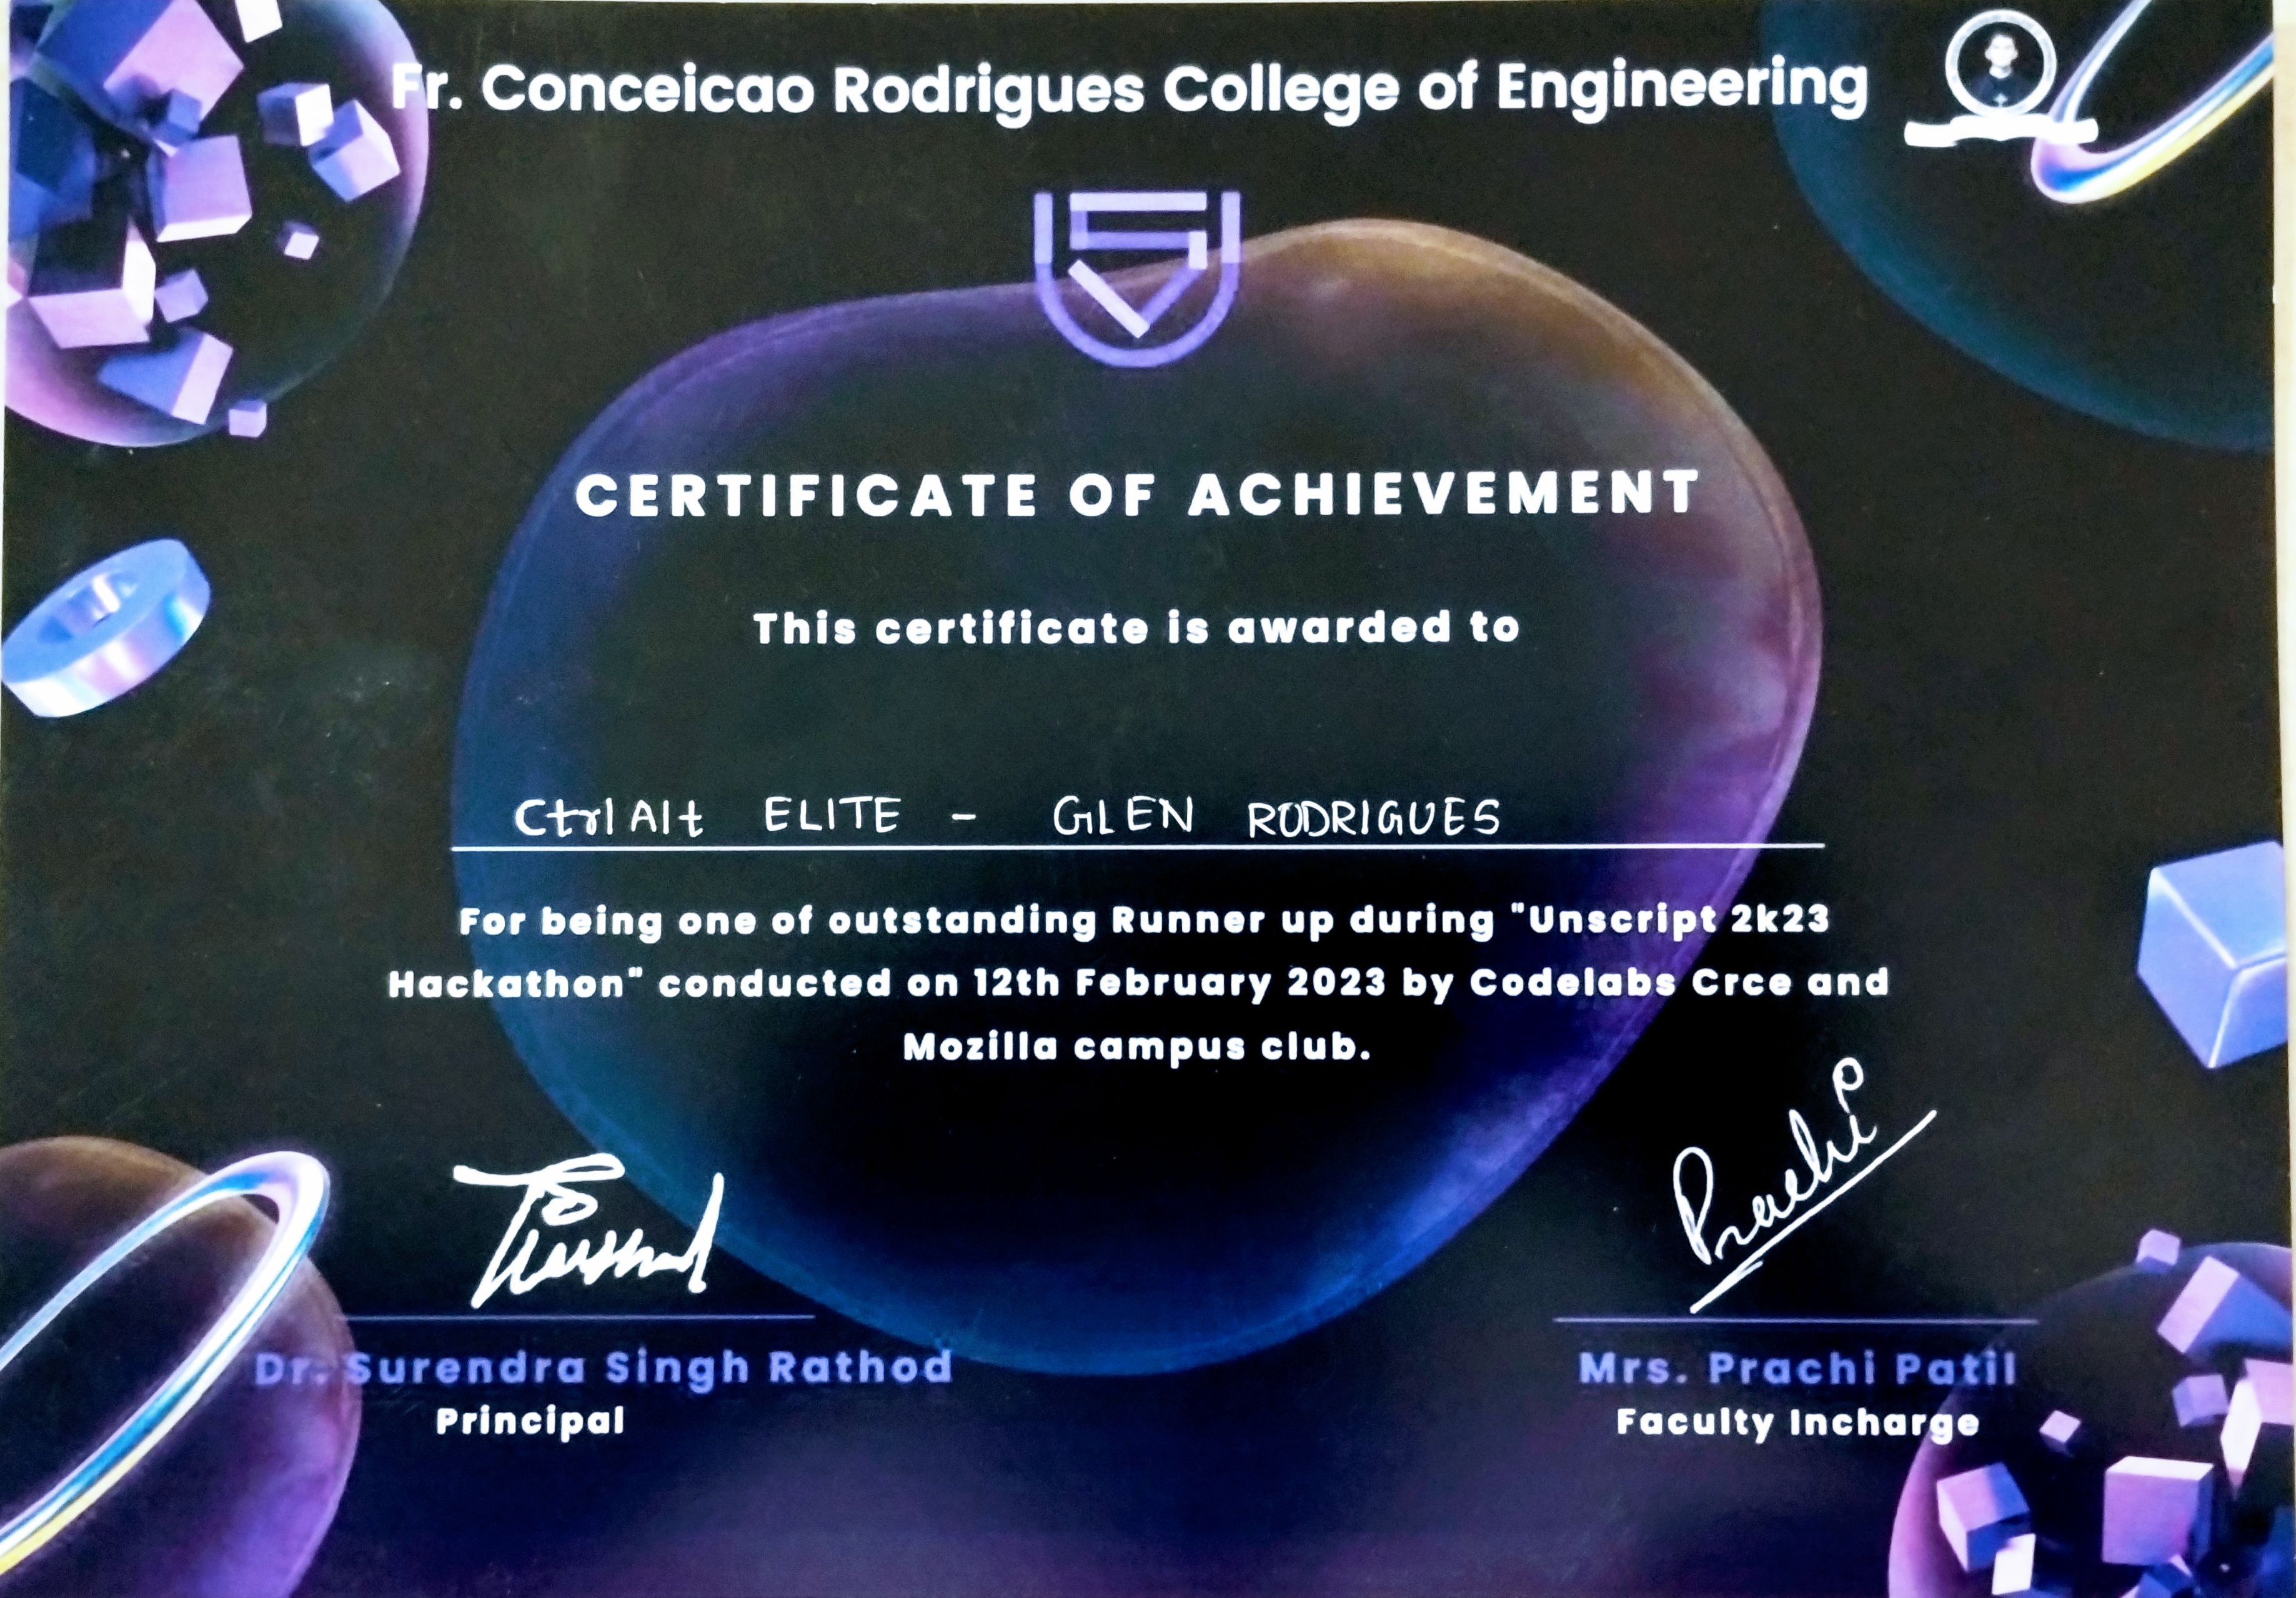 Fr. Conceicao Rodrigues College of Engineering
CERTIFICATE OF ACHIEVEMENT
This certificate is awarded to
Ctrl Alt ELITE - GLEN RODRIGUES
For being one of outstanding Runner up during "Unscript 2k23
Hackathon" conducted on 12th February 2023 by Codelabs Crce and
Mozilla campus club.
Prachi
Dr. Surendra Singh Rathod
Principal
Mrs. Prachi Patil
Faculty Incharge